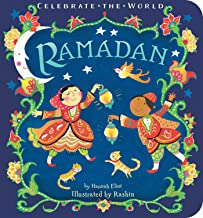 CELEBRATE • THE • WORLD
RAMADAN
by Hannah Eliot
Illustrated by Rashin